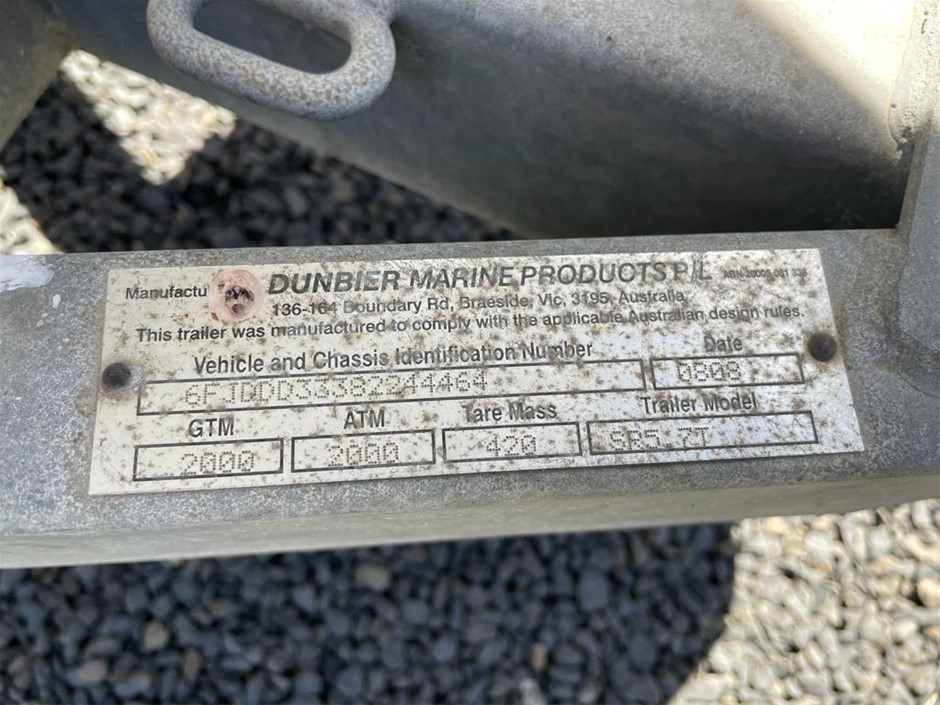 Manufactu
DUNBIER MARINE PRODUCTS P/L
136-164 Boundary Rd, Braeside, Vic, 3195, Australia,
This trailer was manufactured to comply with the applicable Australian design rules.
Vehicle and Chassis Identification Number
Date
6FJDDD33382244464
0808
GTM
ATM
Tare Mass
Trailer Model
2000
2000
420
SR5.7T